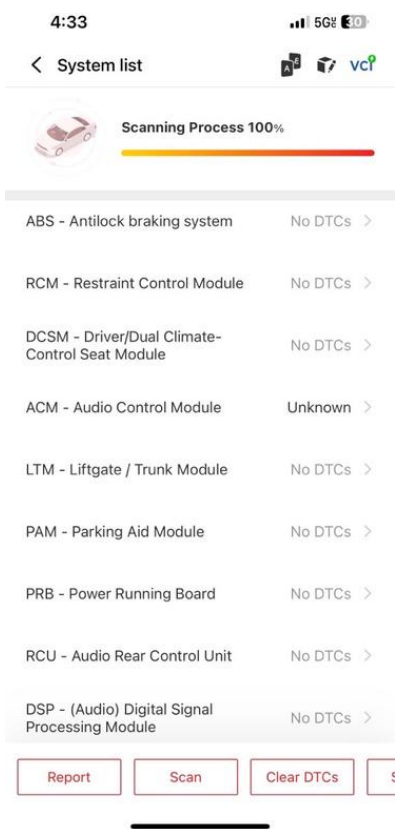 4:33
5G
30
System list
A
E
vci
Scanning Process 100%
ABS - Antilock braking system
No DTCs
RCM - Restraint Control Module
No DTCs
DCSM - Driver/Dual Climate-
Control Seat Module
No DTCs
ACM - Audio Control Module
Unknown
LTM - Liftgate / Trunk Module
No DTCs
PAM - Parking Aid Module
No DTCs
PRB - Power Running Board
No DTCs
RCU - Audio Rear Control Unit
No DTCs
DSP - (Audio) Digital Signal
Processing Module
No DTCs
Report
Scan
Clear DTCs